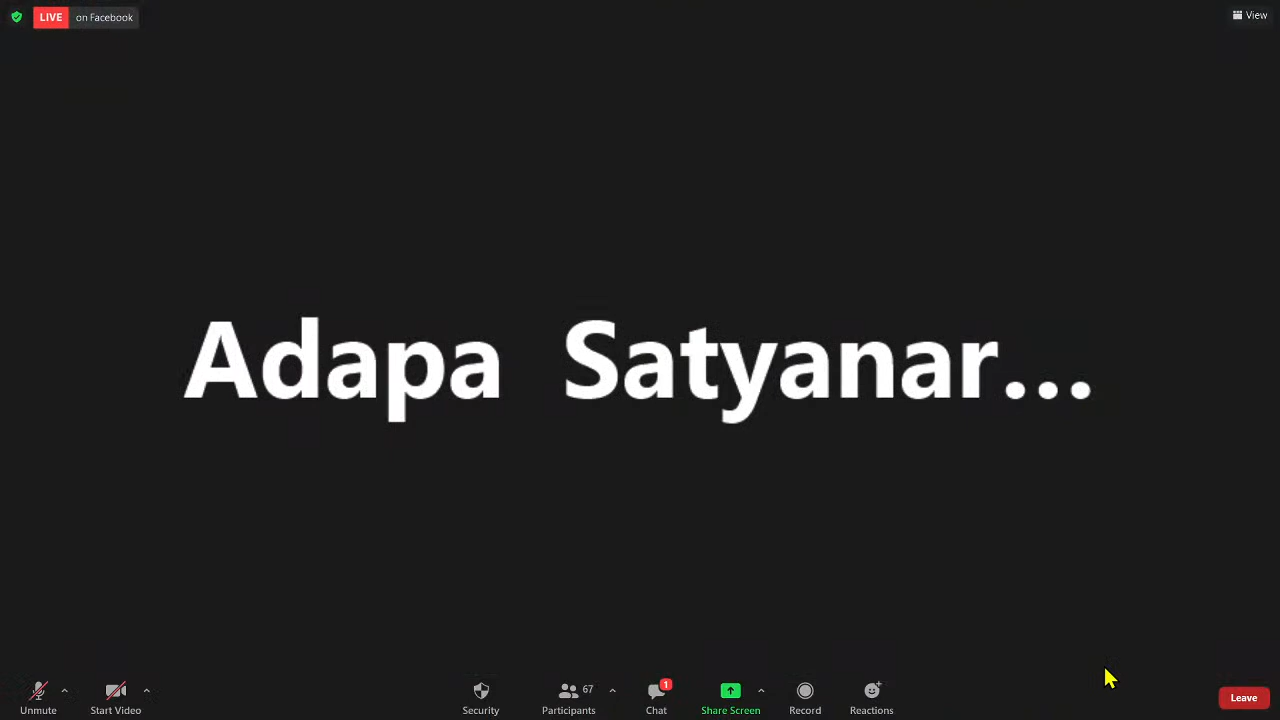 LIVE on Facebook
View
Adapa Satyanar...
Unmute
Start Video
Security
67
Participants
1
Chat
Share Screen
Record
Reactions
Leave